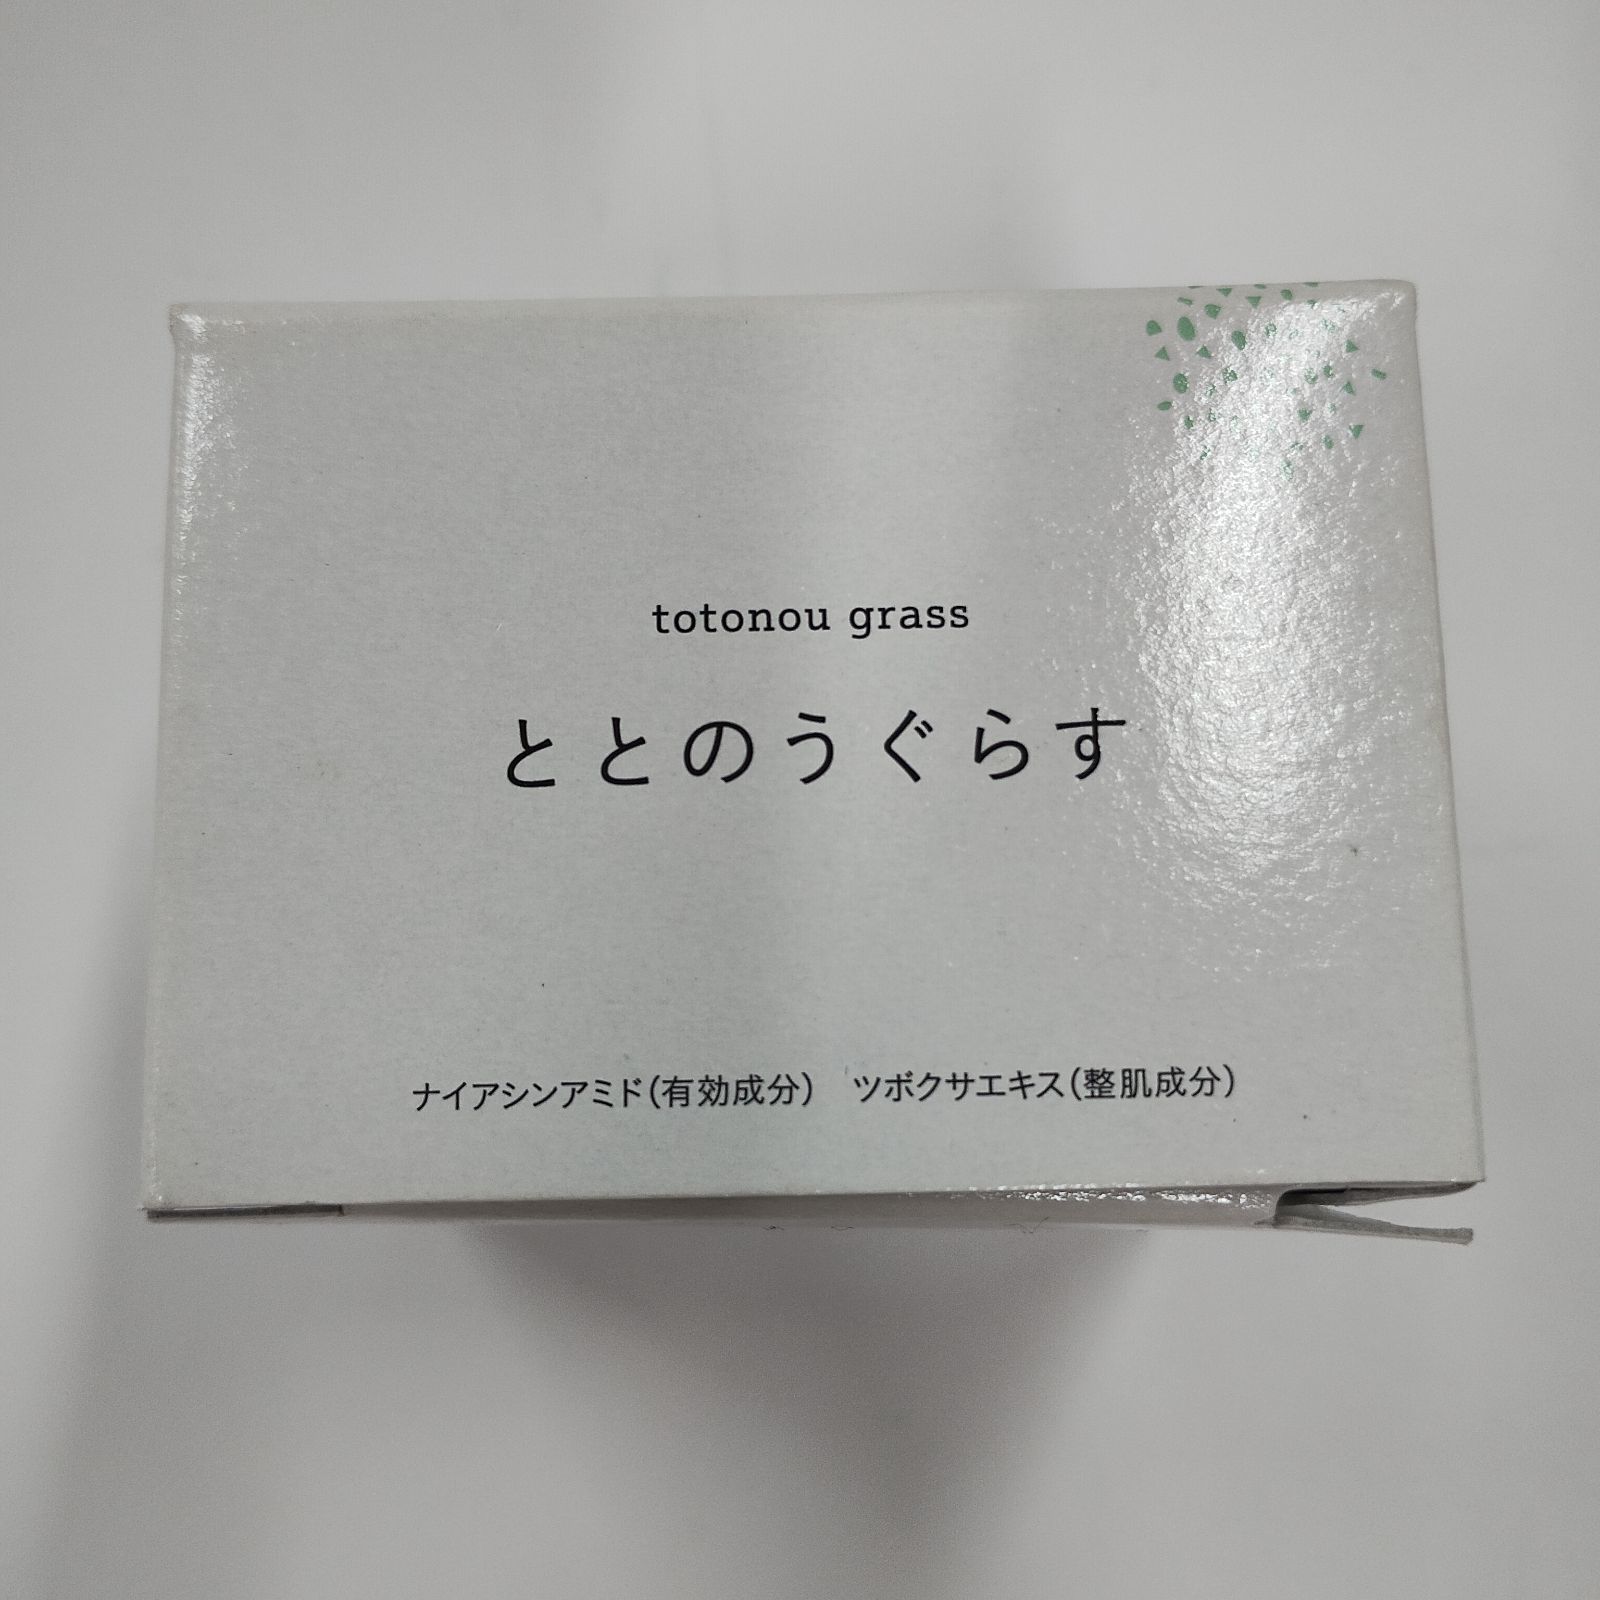 totonou grass
ととのうぐらす
ナイアシンアミド(有効成分)　ツボクサエキス(整肌成分)